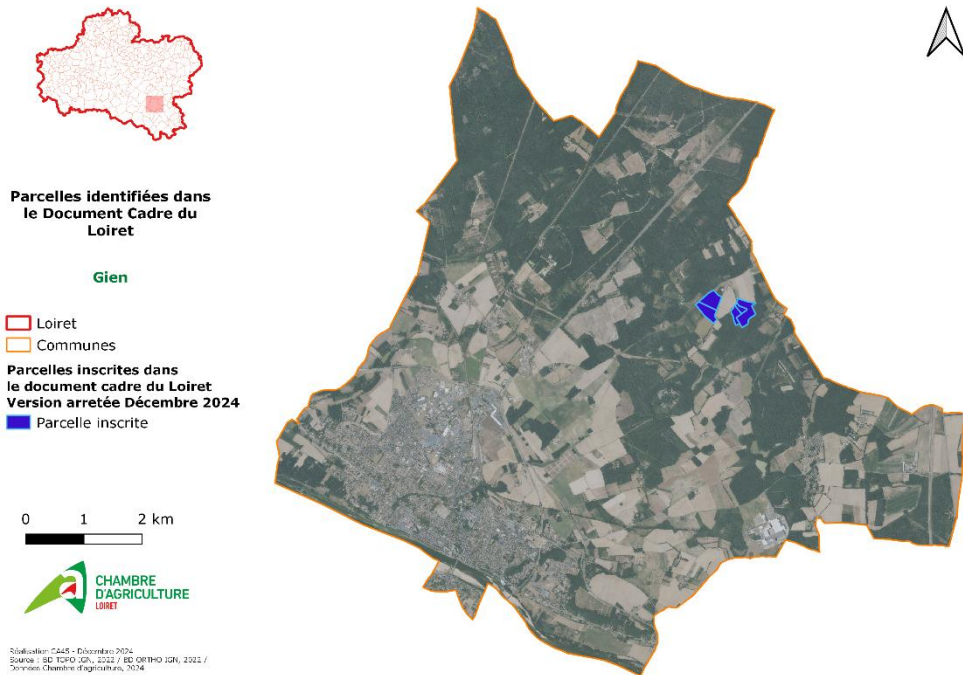 Parcelles identifiées dans
le Document Cadre du
Loiret
Gien
Loiret
Communes
Parcelles inscrites dans
le document cadre du Loiret
Version arretée Décembre 2024
Parcelle inscrite
0 1 2 km
CHAMBRE
D'AGRICULTURE
LOIRET
Réalisation CA45 - Décembre 2024
Source : BD TOPO IGN, 2022 / BD ORTHO IGN, 2022 /
Données Chambre d'agriculture, 2024